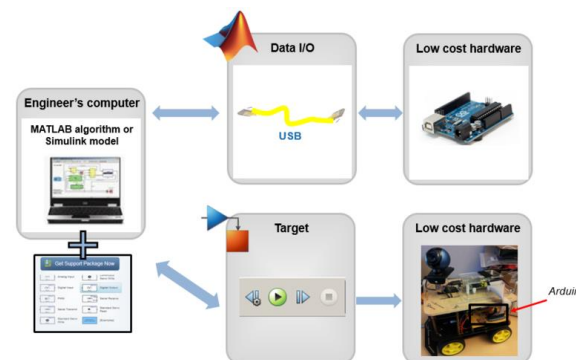 Data I/O
Low cost hardware
Engineer's computer
MATLAB algorithm or
Simulink model
USB
Get Support Package Now
Target
Low cost hardware